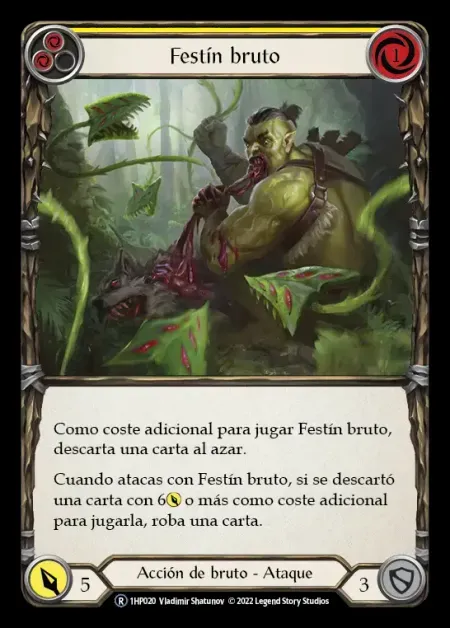 Festín bruto
1
Como coste adicional para jugar Festín bruto,
descarta una carta al azar.
Cuando atacas con Festín bruto, si se descartó
una carta con 6 o más como coste adicional
para jugarla, roba una carta.
5
Acción de bruto - Ataque
3
R 1HP020 Vladimir Shatunov © 2022 Legend Story Studios